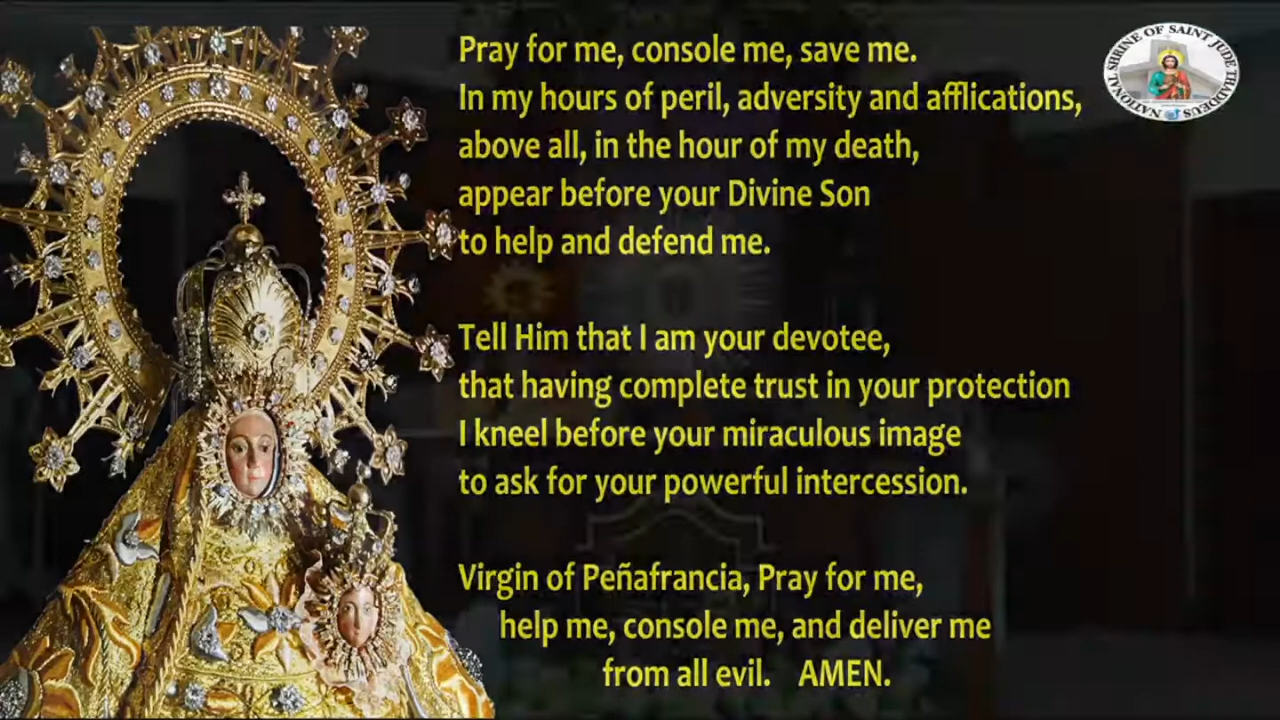 Pray for me, console me, save me.
In my hours of peril, adversity and afflications,
above all, in the hour of my death,
appear before your Divine Son
to help and defend me.
Tell Him that I am your devotee,
that having complete trust in your protection
I kneel before your miraculous image
to ask for your powerful intercession.
Virgin of Peñafrancia, Pray for me,
help me, console me, and deliver me
from all evil. AMEN.
NATIONAL SHRINE OF SAINT JUDE THADDEUS